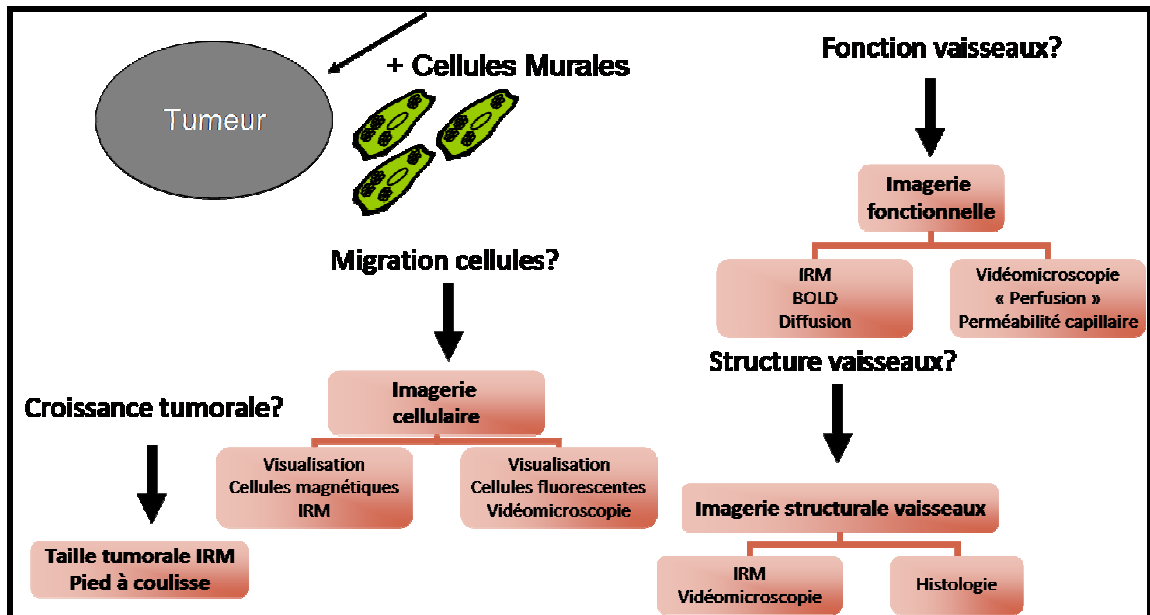 Tumeur
+ Cellules Murales
Migration cellules?
Imagerie
cellulaire
Visualisation
Cellules magnétiques
IRM
Visualisation
Cellules fluorescentes
Vidéomicroscopie
Croissance tumorale?
Taille tumorale IRM
Pied à coulisse
Fonction vaisseaux?
Imagerie
fonctionnelle
IRM
BOLD
Diffusion
Vidéomicroscopie
« Perfusion »
Perméabilité capillaire
Structure vaisseaux?
Imagerie structurale vaisseaux
IRM
Vidéomicroscopie
Histologie